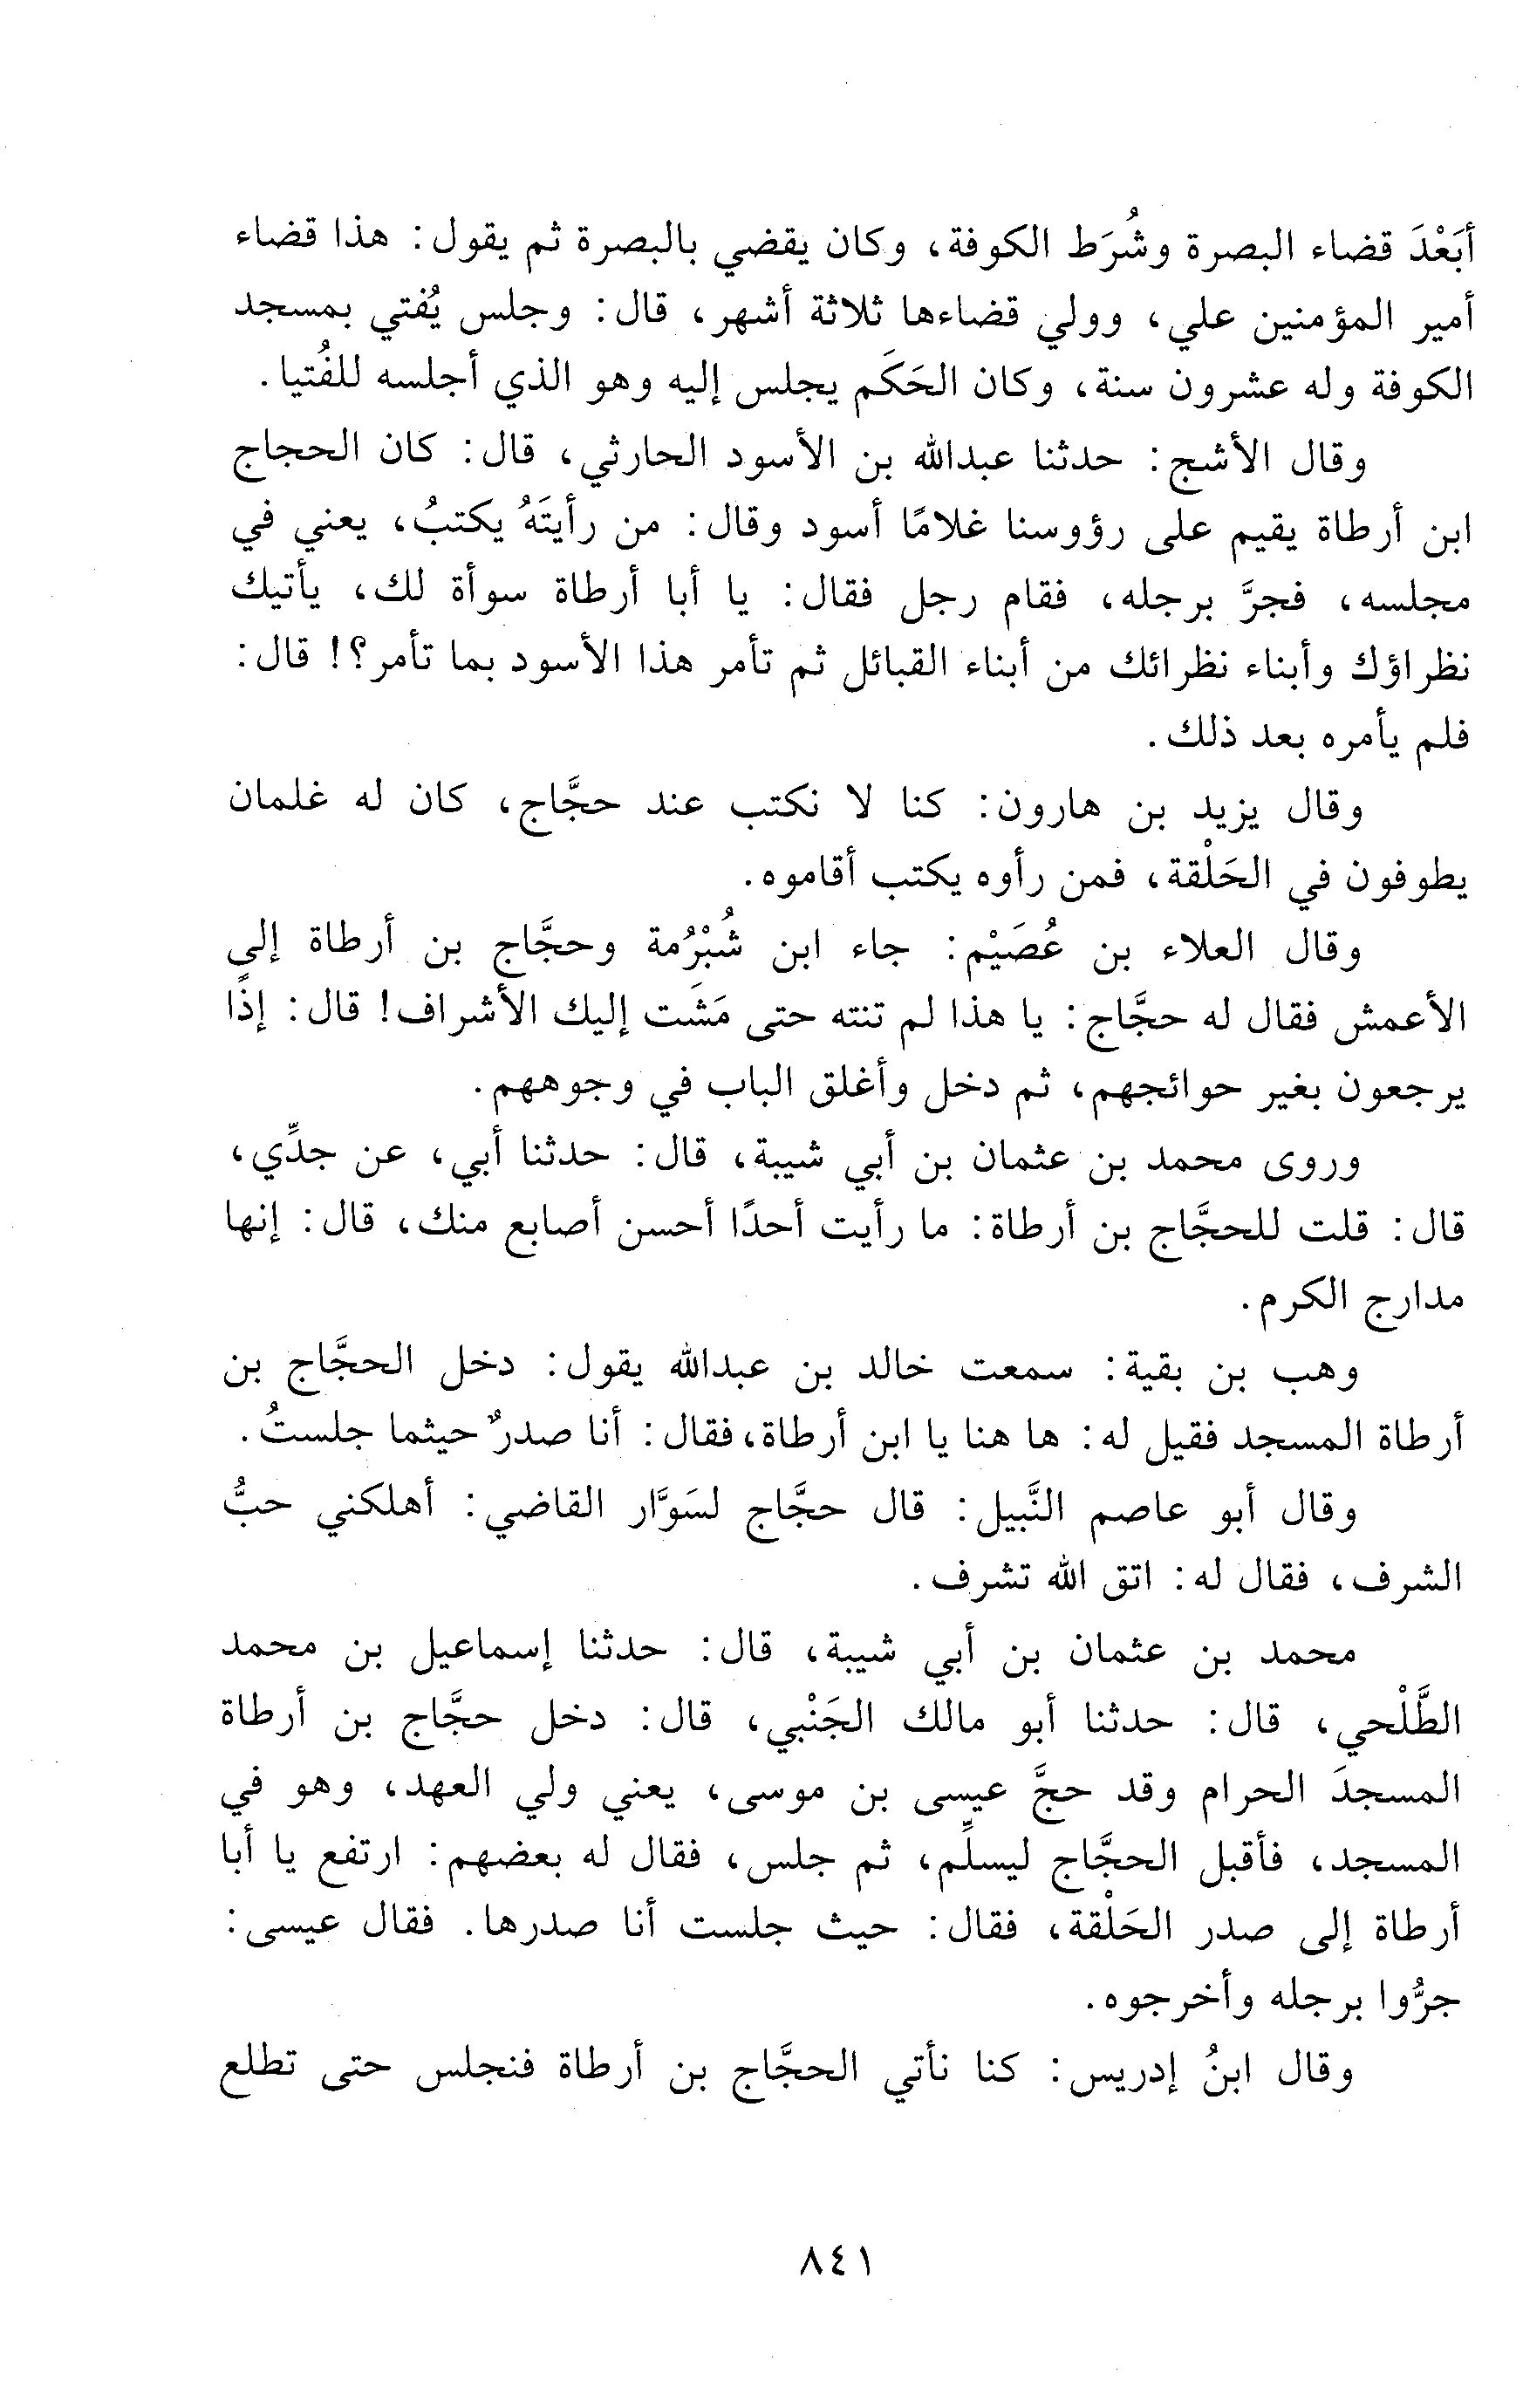 أبَعْدَ قضاء البصرة وشُرَط الكوفة، وكان يقضي بالبصرة ثم يقول: هذا قضاء
أمير المؤمنين علي، وولي قضاءها ثلاثة أشهر، قال: وجلس يُفتي بمسجد
الكوفة وله عشرون سنة، وكان الحَكَم يجلس إليه وهو الذي أجلسه للفُتيا.
وقال الأشج: حدثنا عبدالله بن الأسود الحارثي، قال: كان الحجاج
ابن أرطاة يقيم على رؤوسنا غلامًا أسود وقال: من رأيتَهُ يكتبُ، يعني في
مجلسه، فجرَّ برجله، فقام رجل فقال: يا أبا أرطاة سوأة لك، يأتيك
نظراؤك وأبناء نظرائك من أبناء القبائل ثم تأمر هذا الأسود بما تأمر؟! قال:
فلم يأمره بعد ذلك.
وقال يزيد بن هارون: كنا لا نكتب عند حجَّاج، كان له غلمان
يطوفون في الحَلْقة، فمن رأوه يكتب أقاموه.
وقال العلاء بن عُصَيْم: جاء ابن شُبْرُمة وحجَّاج بن أرطاة إلى
الأعمش فقال له حجَّاج: يا هذا لم تنته حتى مَشَت إليك الأشراف! قال: إذًا
يرجعون بغير حوائجهم، ثم دخل وأغلق الباب في وجوههم.
وروى محمد بن عثمان بن أبي شيبة، قال: حدثنا أبي، عن جدِّي،
قال: قلت للحجَّاج بن أرطاة: ما رأيت أحدًا أحسن أصابع منك، قال: إنها
مدارج الكرم.
وهب بن بقية: سمعت خالد بن عبدالله يقول: دخل الحجَّاج بن
أرطاة المسجد فقيل له: ها هنا يا ابن أرطاة، فقال: أنا صدرٌ حيثما جلستُ.
وقال أبو عاصم النَّبيل: قال حجَّاج لسَوَّار القاضي: أهلكني حبُّ
الشرف، فقال له: اتق الله تشرف.
محمد بن عثمان بن أبي شيبة، قال: حدثنا إسماعيل بن محمد
الطَّلْحي، قال: حدثنا أبو مالك الجَنْبي، قال: دخل حجَّاج بن أرطاة
المسجدَ الحرام وقد حجَّ عيسى بن موسى، يعني ولي العهد، وهو في
المسجد، فأقبل الحجَّاج ليسلِّم، ثم جلس، فقال له بعضهم: ارتفع يا أبا
أرطاة إلى صدر الحَلْقة، فقال: حيث جلست أنا صدرها. فقال عيسى:
جرُّوا برجله وأخرجوه.
وقال ابنُ إدريس: كنا نأتي الحجَّاج بن أرطاة فنجلس حتى تطلع
٨٤١